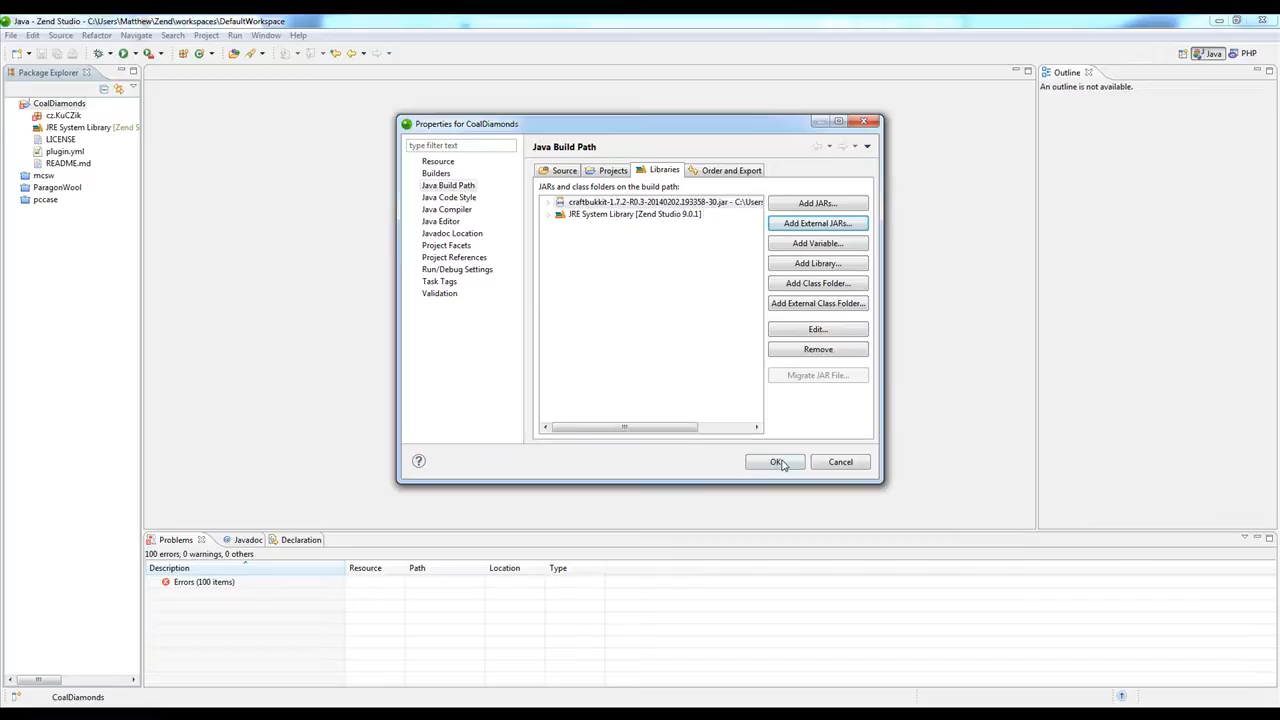 Java - Zend Studio - C:\Users\Matthew\Zend\workspaces\DefaultWorkspace
File Edit Source Refactor Navigate Search Project Run Window Help
Java PHP
Package Explorer
CoalDiamonds
cz.KuCZik
JRE System Library [Zend S
LICENSE
plugin.yml
README.md
mcsw
ParagonWool
pccase
Properties for CoalDiamonds
type filter text
Resource
Builders
Java Build Path
Java Code Style
Java Compiler
Java Editor
Javadoc Location
Project Facets
Project References
Run/Debug Settings
Task Tags
Validation
Java Build Path
Source Projects Libraries Order and Export
JARs and class folders on the build path:
craftbukkit-1.7.2-R0.3-20140202.193358-30.jar - C:\Users
JRE System Library [Zend Studio 9.0.1]
Add JARs...
Add External JARs...
Add Variable...
Add Library...
Add Class Folder...
Add External Class Folder...
Edit...
Remove
Migrate JAR File...
OK Cancel
Outline
An outline is not available.
Problems Javadoc Declaration
100 errors, 0 warnings, 0 others
Description Resource Path Location Type
Errors (100 items)
CoalDiamonds